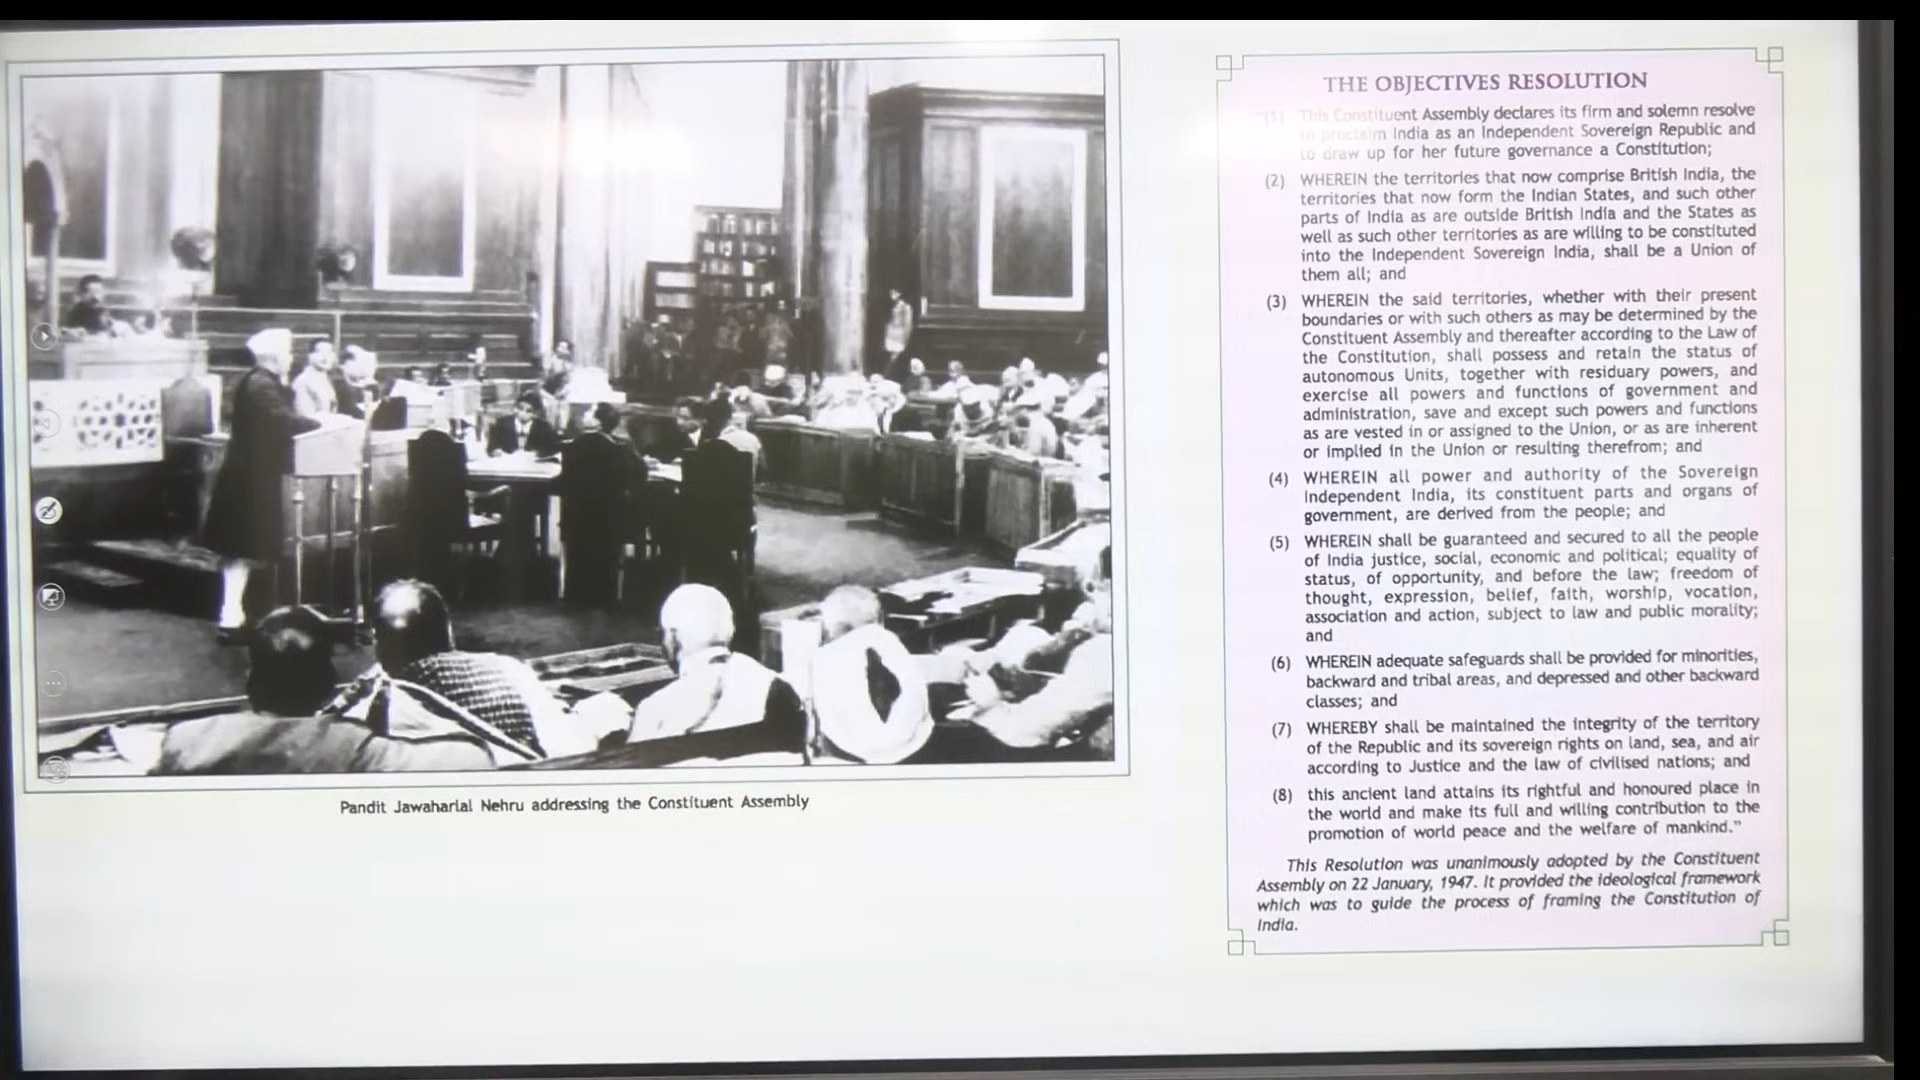 Pandit Jawaharlal Nehru addressing the Constituent Assembly
THE OBJECTIVES RESOLUTION
"(1) This Constituent Assembly declares its firm and solemn resolve
to proclaim India as an Independent Sovereign Republic and
to draw up for her future governance a Constitution;
(2) WHEREIN the territories that now comprise British India, the
territories that now form the Indian States, and such other
parts of India as are outside British India and the States as
well as such other territories as are willing to be constituted
into the Independent Sovereign India, shall be a Union of
them all; and
(3) WHEREIN the said territories, whether with their present
boundaries or with such others as may be determined by the
Constituent Assembly and thereafter according to the Law of
the Constitution, shall possess and retain the status of
autonomous Units, together with residuary powers, and
exercise all powers and functions of government and
administration, save and except such powers and functions
as are vested in or assigned to the Union, or as are inherent
or implied in the Union or resulting therefrom; and
(4) WHEREIN all power and authority of the Sovereign
Independent India, its constituent parts and organs of
government, are derived from the people; and
(5) WHEREIN shall be guaranteed and secured to all the people
of India justice, social, economic and political; equality of
status, of opportunity, and before the law; freedom of
thought, expression, belief, faith, worship, vocation,
association and action, subject to law and public morality;
and
(6) WHEREIN adequate safeguards shall be provided for minorities,
backward and tribal areas, and depressed and other backward
classes; and
(7) WHEREBY shall be maintained the integrity of the territory
of the Republic and its sovereign rights on land, sea, and air
according to Justice and the law of civilised nations; and
(8) this ancient land attains its rightful and honoured place in
the world and make its full and willing contribution to the
promotion of world peace and the welfare of mankind."
This Resolution was unanimously adopted by the Constituent
Assembly on 22 January, 1947. It provided the ideological framework
which was to guide the process of framing the Constitution of
India.